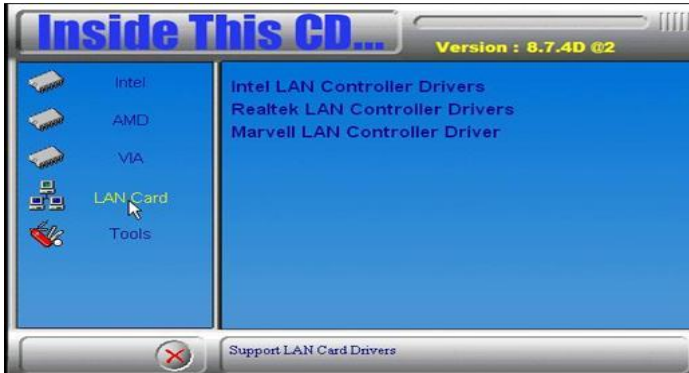 Inside This CD...
Version : 8.7.4D @2
Intel
AMD
VIA
LAN Card
Tools
Intel LAN Controller Drivers
Realtek LAN Controller Drivers
Marvell LAN Controller Driver
Support LAN Card Drivers